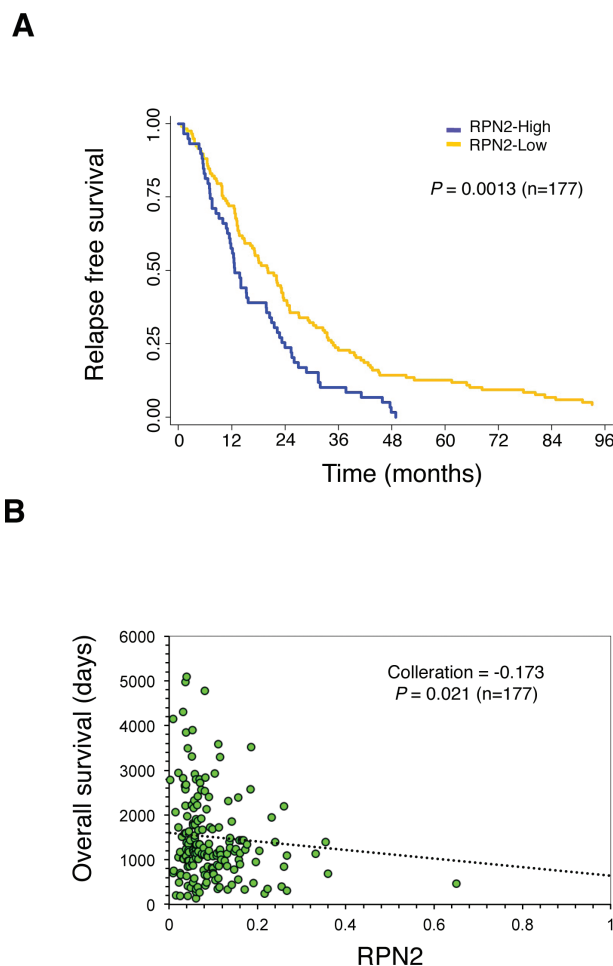 A
Relapse free survival
1.00
0.75
0.50
0.25
0.00
RPN2-High
RPN2-Low
P = 0.0013 (n=177)
0 12 24 36 48 60 72 84 96
Time (months)
B
Overall survival (days)
6000
5000
4000
3000
2000
1000
0
Colleration = -0.173
P = 0.021 (n=177)
0 0.2 0.4 0.6 0.8 1
RPN2